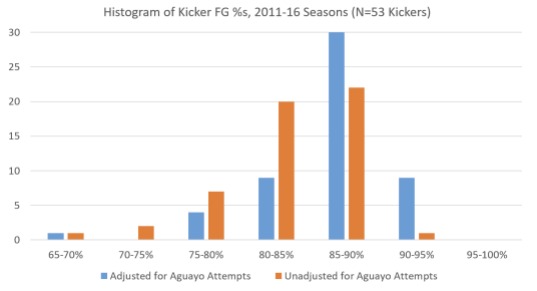 Histogram of Kicker FG %s, 2011-16 Seasons (N=53 Kickers)
30
25
20
15
10
5
0
65-70% 70-75% 75-80% 80-85% 85-90% 90-95% 95-100%
Adjusted for Aguayo Attempts Unadjusted for Aguayo Attempts